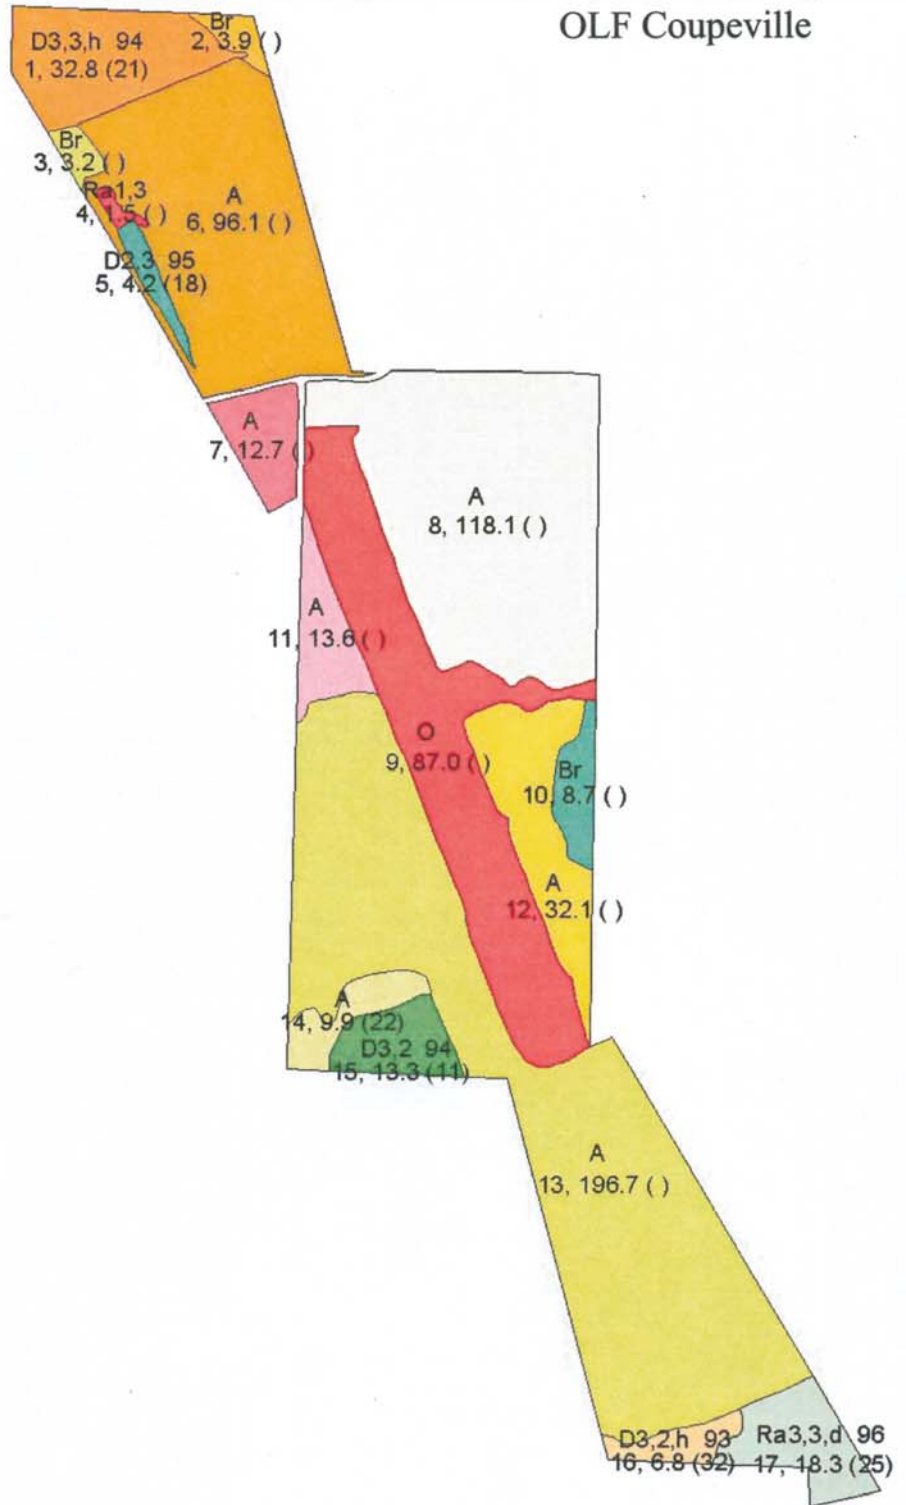 OLF Coupeville
D3,3,h 94
1, 32.8 (21)
Br
2, 3.9 ( )
Br
3, 3.2 ( )
Ra1,3
4, 1.5 ( )
D2,3 95
5, 4.2 (18)
A
6, 96.1 ( )
A
7, 12.7 ( )
A
8, 118.1 ( )
A
11, 13.6 ( )
O
9, 87.0 ( )
Br
10, 8.7 ( )
A
12, 32.1 ( )
A
14, 9.9 (22)
D3,2 94
15, 13.3 (11)
A
13, 196.7 ( )
D3,2,h 93
16, 6.8 (32)
Ra3,3,d 96
17, 18.3 (25)